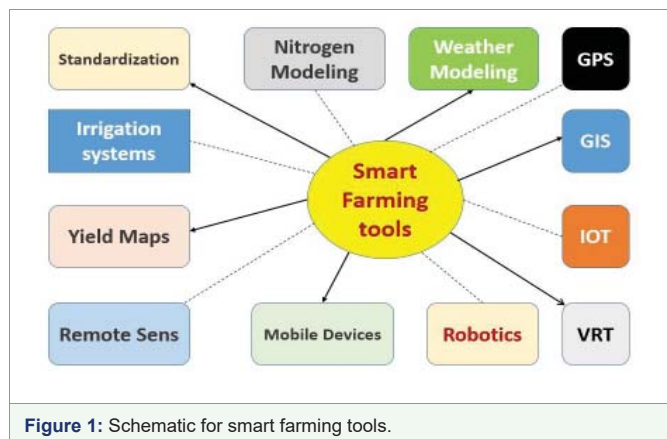 Standardization
Nitrogen
Modeling
Weather
Modeling
GPS
Irrigation
systems
GIS
Smart
Farming
tools
Yield Maps
IOT
Remote Sens
Mobile Devices
Robotics
VRT
Figure 1: Schematic for smart farming tools.